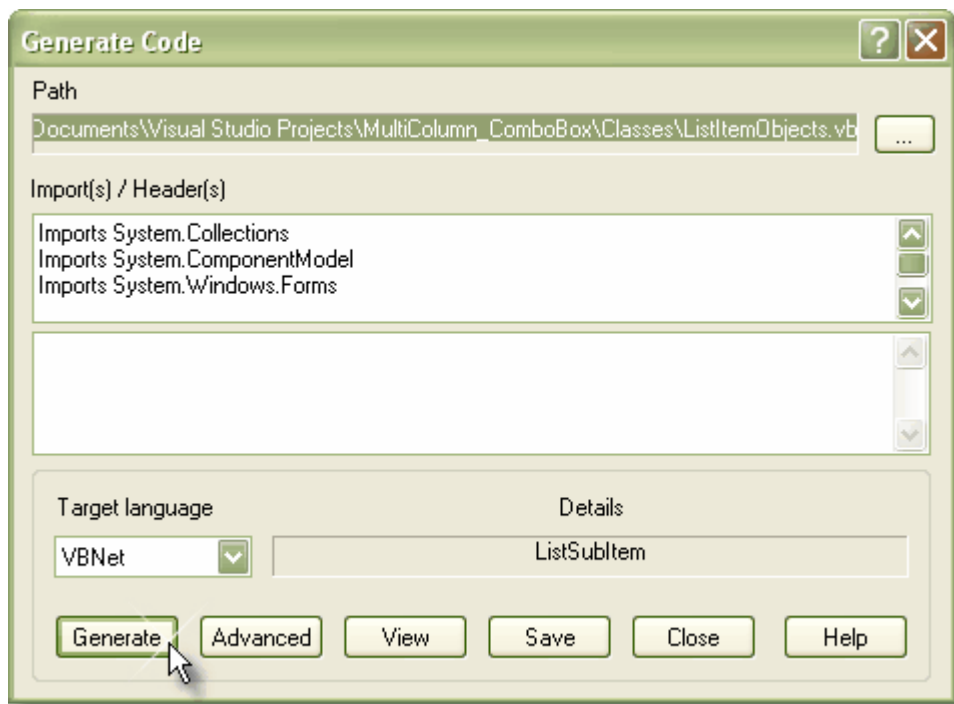 Generate Code
Path
Documents\Visual Studio Projects\MultiColumn_ComboBox\Classes\ListItemObjects.vb
...
Import(s) / Header(s)
Imports System.Collections
Imports System.ComponentModel
Imports System.Windows.Forms
Target language
Details
VBNet
ListSubItem
Generate
Advanced
View
Save
Close
Help